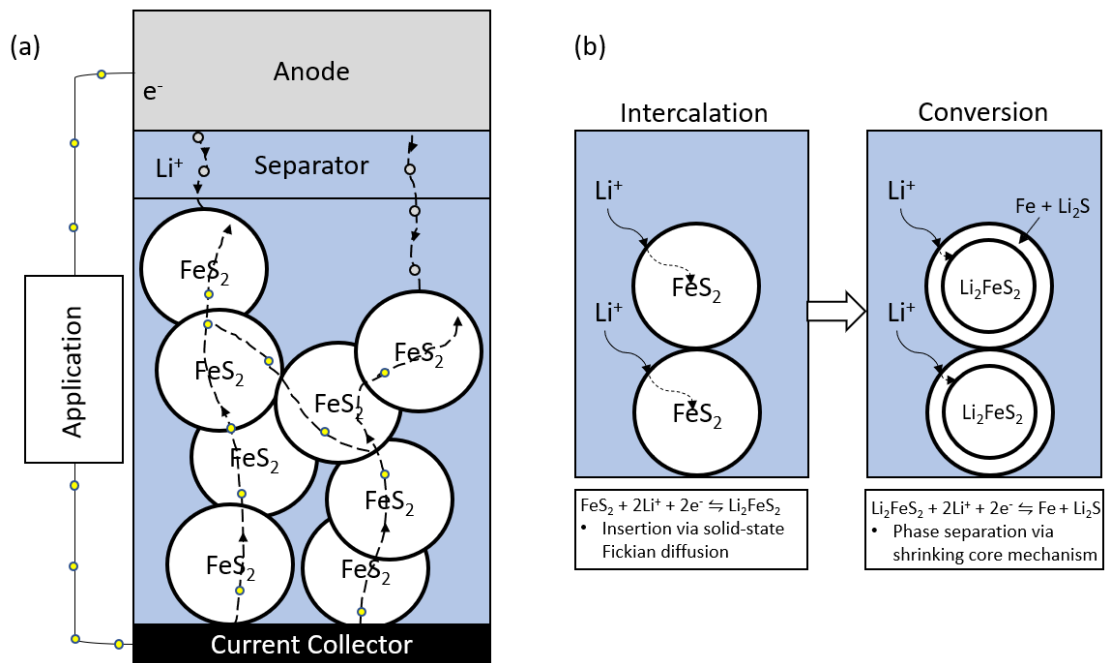 (a)
Anode
e⁻
Li⁺
Separator
FeS₂
FeS₂
FeS₂
FeS₂
FeS₂
FeS₂
FeS₂
FeS₂
Application
Current Collector
(b)
Intercalation
Li⁺
FeS₂
Li⁺
FeS₂
FeS₂ + 2Li⁺ + 2e⁻ ⇋ Li₂FeS₂
• Insertion via solid-state
Fickian diffusion
Conversion
Li⁺
Fe + Li₂S
Li₂FeS₂
Li⁺
Li₂FeS₂
Li₂FeS₂ + 2Li⁺ + 2e⁻ ⇋ Fe + Li₂S
• Phase separation via
shrinking core mechanism